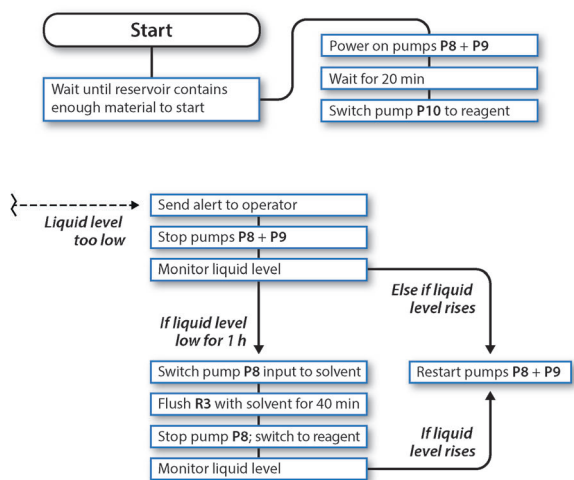 Start
Wait until reservoir contains
enough material to start
Power on pumps P8 + P9
Wait for 20 min
Switch pump P10 to reagent
Liquid level
too low
Send alert to operator
Stop pumps P8 + P9
Monitor liquid level
Else if liquid
level rises
If liquid level
low for 1 h
Switch pump P8 input to solvent
Flush R3 with solvent for 40 min
Stop pump P8; switch to reagent
Monitor liquid level
Restart pumps P8 + P9
If liquid
level rises